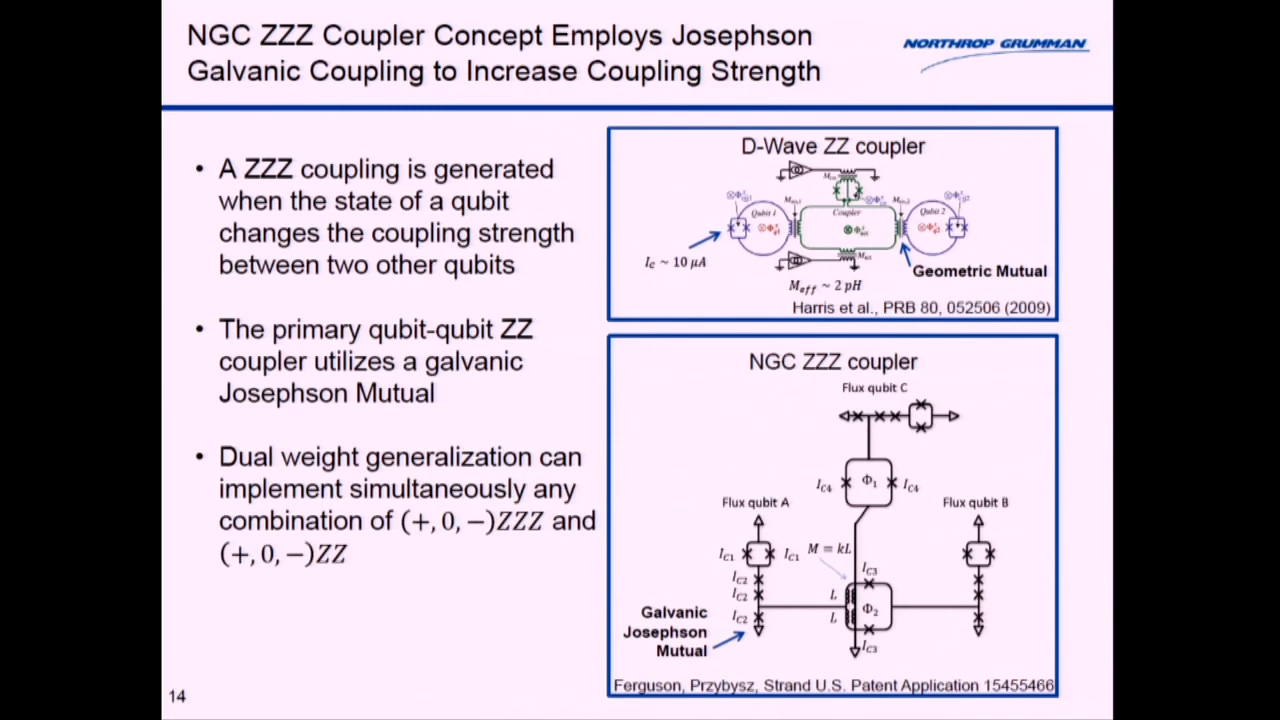 NGC ZZZ Coupler Concept Employs Josephson
Galvanic Coupling to Increase Coupling Strength
NORTHROP GRUMMAN
• A ZZZ coupling is generated
when the state of a qubit
changes the coupling strength
between two other qubits
• The primary qubit-qubit ZZ
coupler utilizes a galvanic
Josephson Mutual
• Dual weight generalization can
implement simultaneously any
combination of (+, 0, −)ZZZ and
(+, 0, −)ZZ
D-Wave ZZ coupler
Qubit 1
Coupler
Qubit 2
I_c ~ 10 μA
Geometric Mutual
M_eff ~ 2 pH
Harris et al., PRB 80, 052506 (2009)
NGC ZZZ coupler
Flux qubit C
I_C4
Φ₁
I_C4
Flux qubit A
Flux qubit B
I_C1
I_C1
M = kL
I_C2
I_C3
I_C2
L
Φ₂
I_C2
L
I_C3
Galvanic
Josephson
Mutual
Ferguson, Przybysz, Strand U.S. Patent Application 15455466
14